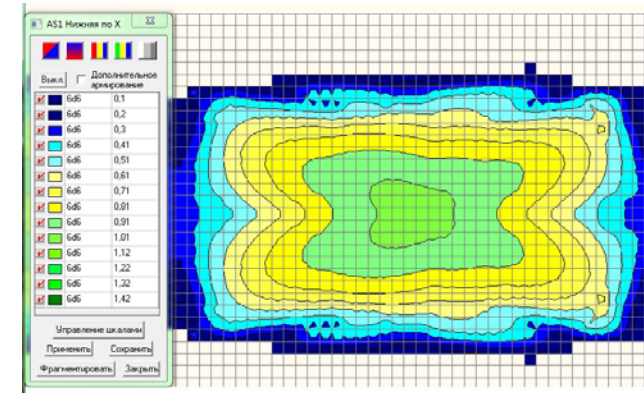 AS1 Нижняя по X
Выкл. Дополнительное армирование
6d6 0,1
6d6 0,2
6d6 0,3
6d6 0,41
6d6 0,51
6d6 0,61
6d6 0,71
6d6 0,81
6d6 0,91
6d6 1,01
6d6 1,12
6d6 1,22
6d6 1,32
6d6 1,42
Управление шкалами
Применить Сохранить
Фрагментировать Закрыть